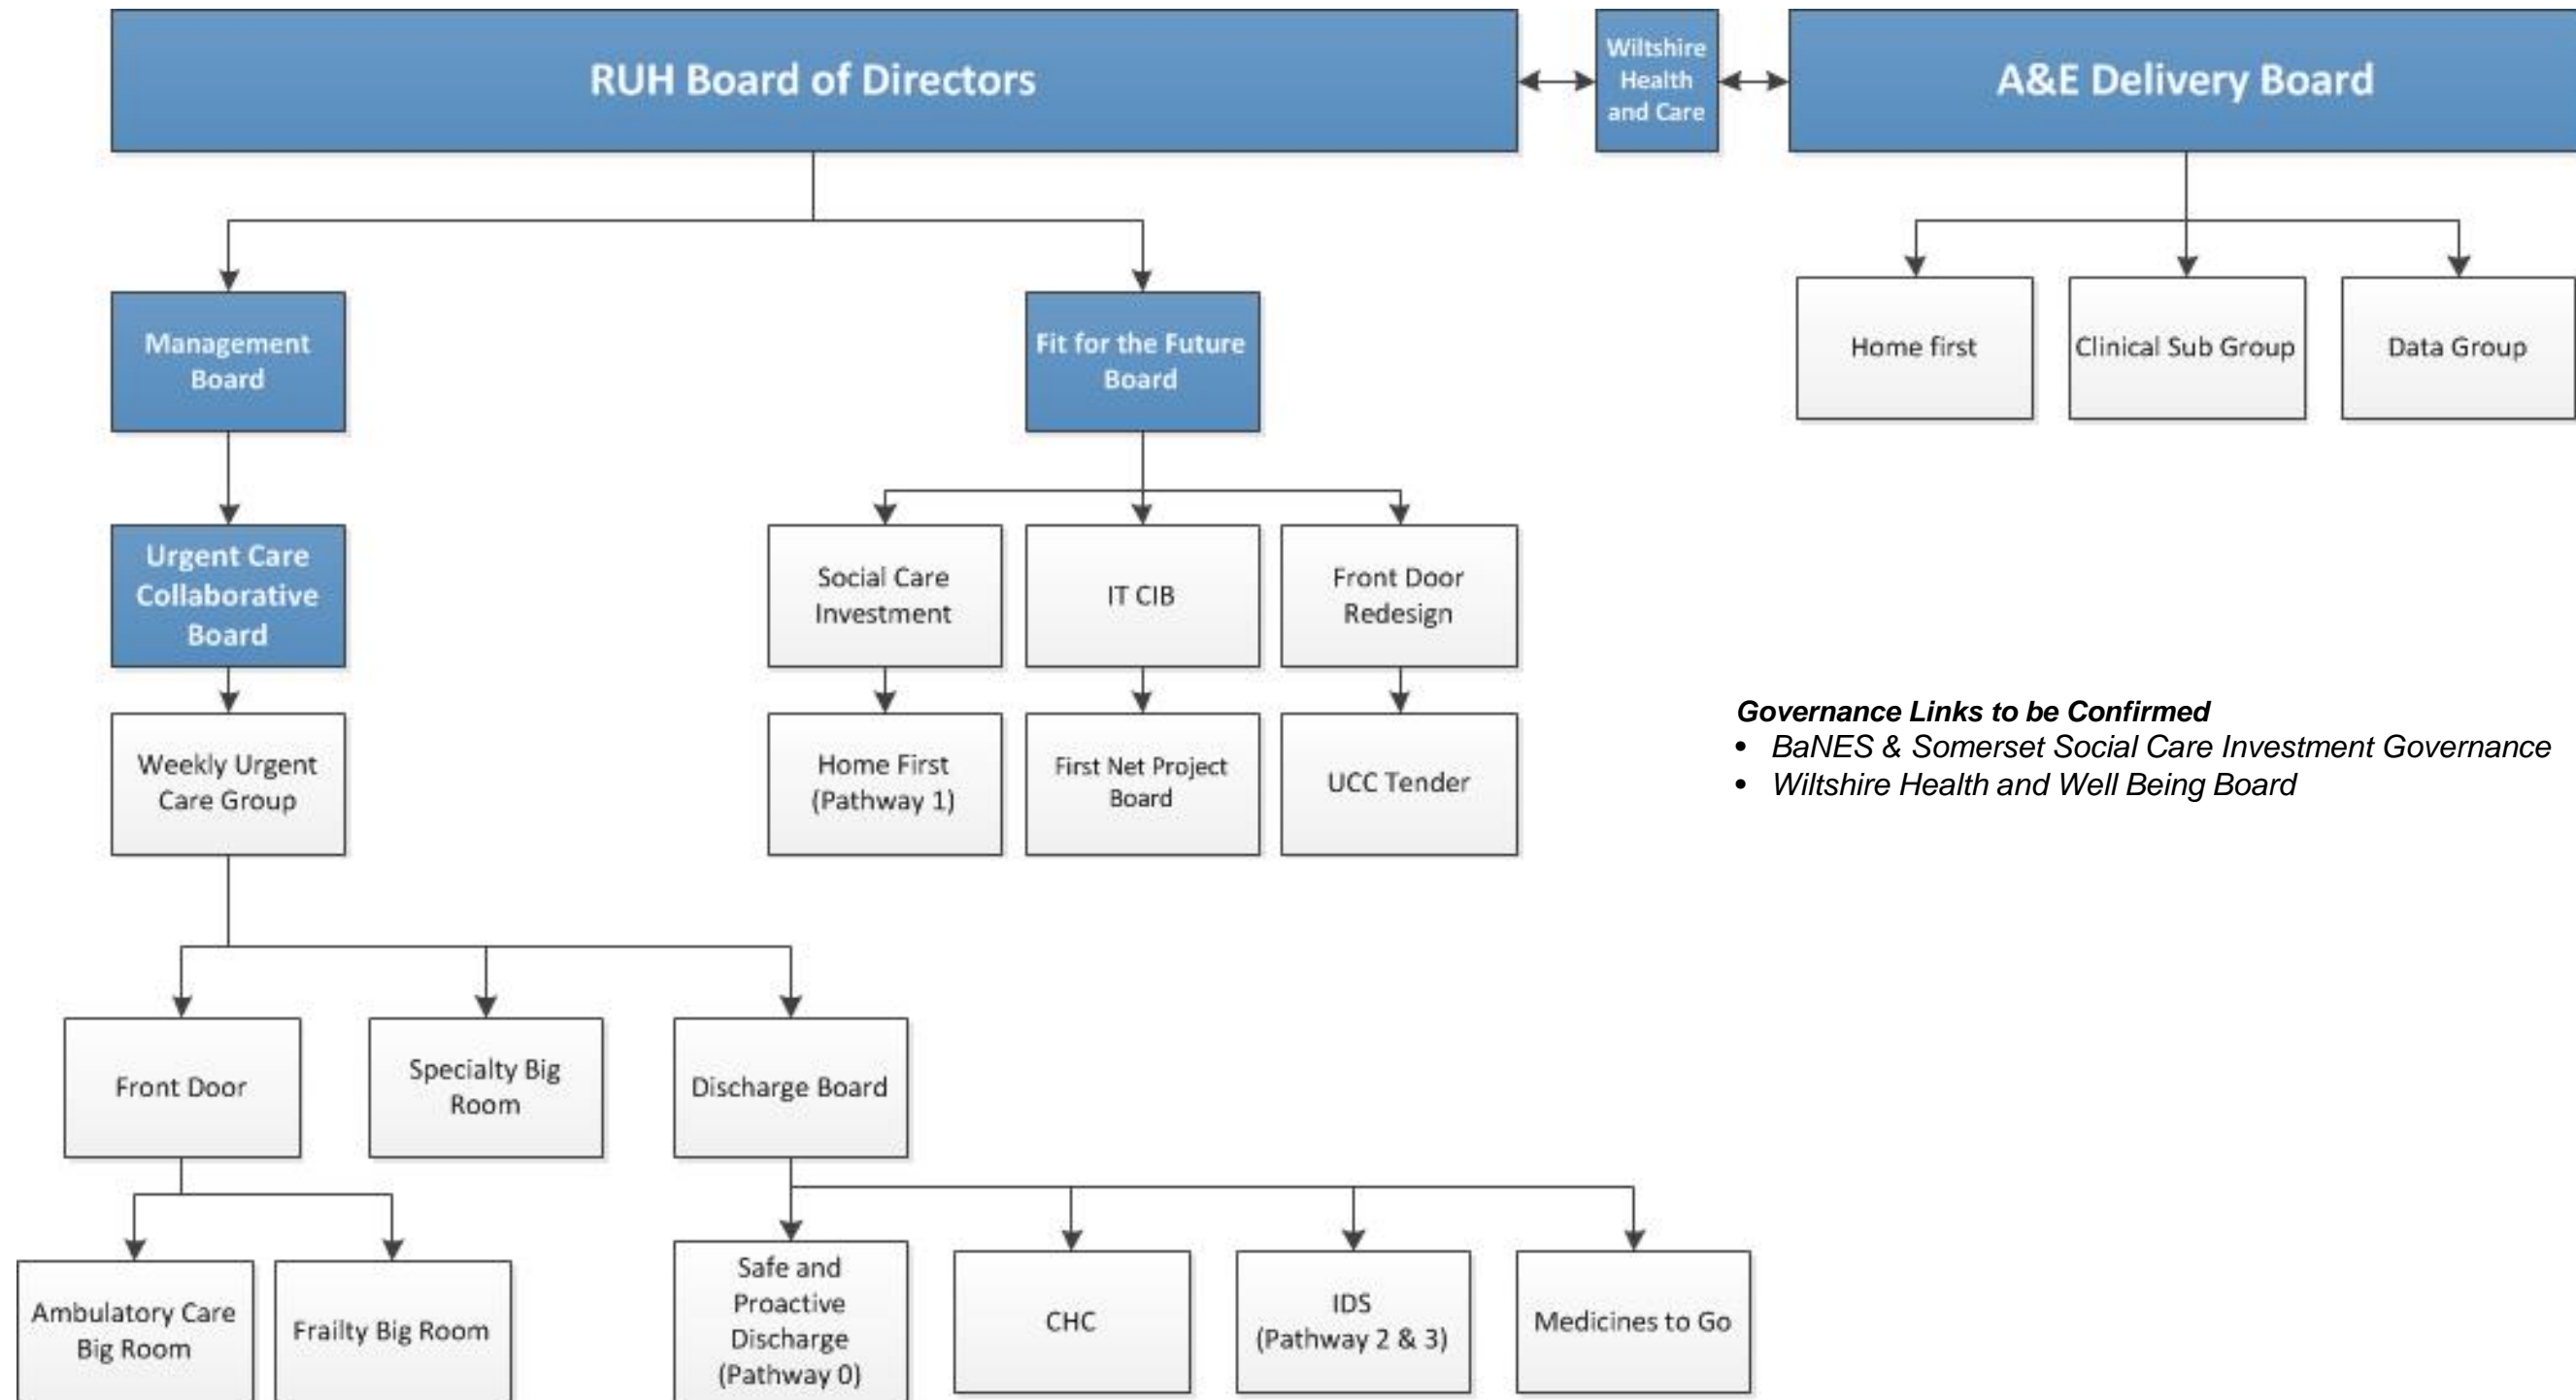 RUH Board of Directors
Wiltshire
Health
and Care
A&E Delivery Board
Management
Board
Fit for the Future
Board
Home first
Clinical Sub Group
Data Group
Urgent Care
Collaborative
Board
Social Care
Investment
IT CIB
Front Door
Redesign
Weekly Urgent
Care Group
Home First
(Pathway 1)
First Net Project
Board
UCC Tender
Governance Links to be Confirmed
• BaNES & Somerset Social Care Investment Governance
• Wiltshire Health and Well Being Board
Front Door
Specialty Big
Room
Discharge Board
Ambulatory Care
Big Room
Frailty Big Room
Safe and
Proactive
Discharge
(Pathway 0)
CHC
IDS
(Pathway 2 & 3)
Medicines to Go